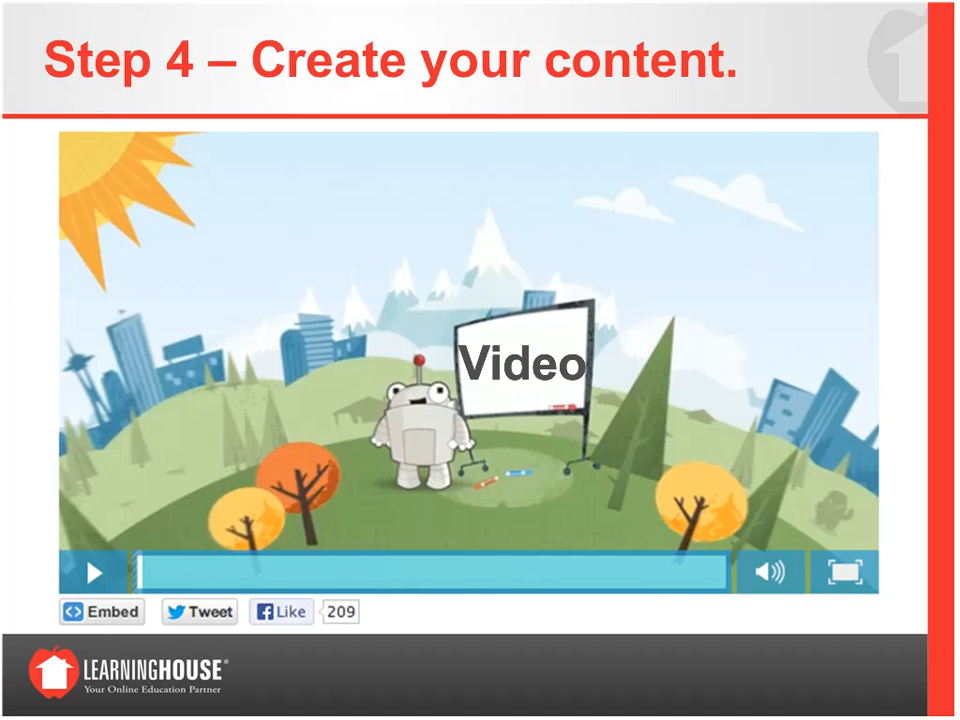 Step 4 – Create your content.
Video
Embed
Tweet
Like
209
LEARNINGHOUSE®
Your Online Education Partner